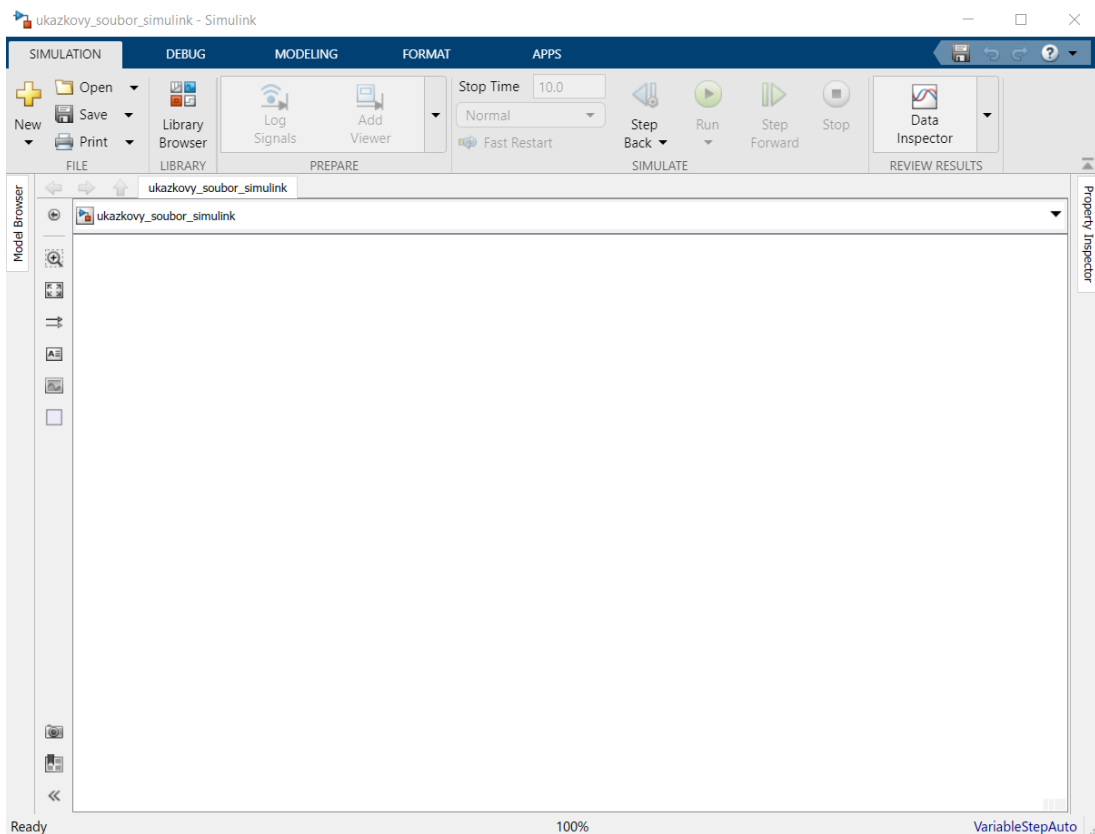 ukazkovy_soubor_simulink - Simulink
SIMULATION DEBUG MODELING FORMAT APPS
New
Open
Save
Print
FILE
Library
Browser
LIBRARY
Log
Signals
Add
Viewer
PREPARE
Stop Time 10.0
Normal
Fast Restart
Step
Back
Run
Step
Forward
Stop
SIMULATE
Data
Inspector
REVIEW RESULTS
Model Browser
ukazkovy_soubor_simulink
ukazkovy_soubor_simulink
Property Inspector
Ready 100% VariableStepAuto